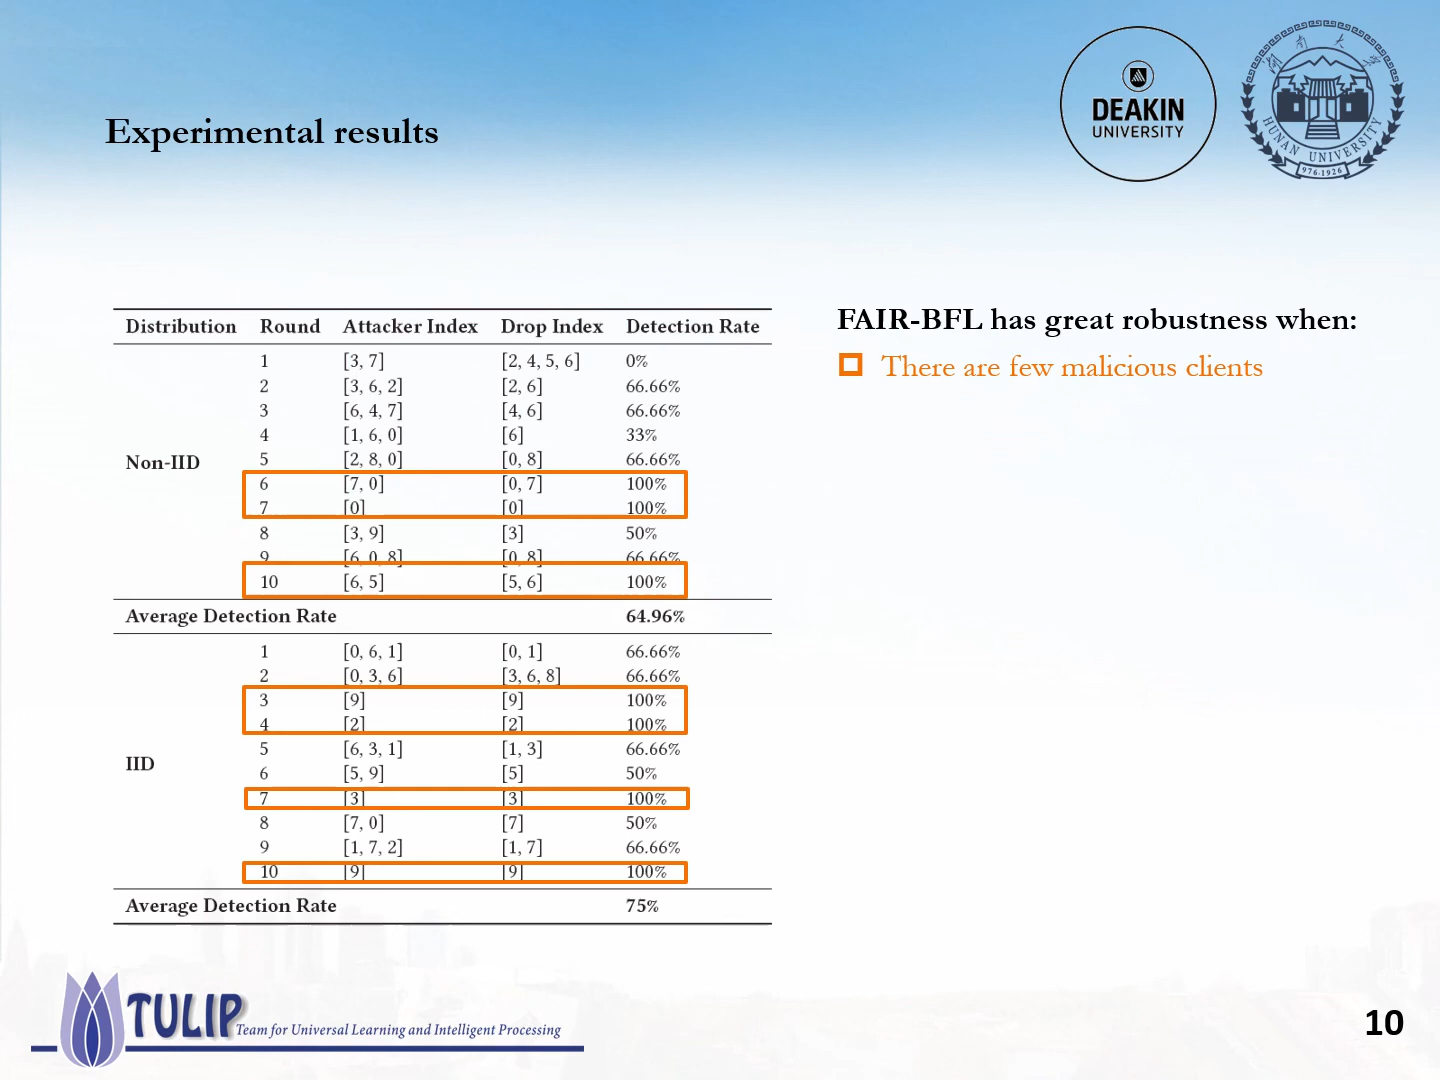 Experimental results
DEAKIN
UNIVERSITY
湖南大学
HUNAN UNIVERSITY
976-1926
Distribution Round Attacker Index Drop Index Detection Rate
1 [3, 7] [2, 4, 5, 6] 0%
2 [3, 6, 2] [2, 6] 66.66%
3 [6, 4, 7] [4, 6] 66.66%
4 [1, 6, 0] [6] 33%
Non-IID 5 [2, 8, 0] [0, 8] 66.66%
6 [7, 0] [0, 7] 100%
7 [0] [0] 100%
8 [3, 9] [3] 50%
9 [6, 0, 8] [0, 8] 66.66%
10 [6, 5] [5, 6] 100%
Average Detection Rate 64.96%
1 [0, 6, 1] [0, 1] 66.66%
2 [0, 3, 6] [3, 6, 8] 66.66%
3 [9] [9] 100%
4 [2] [2] 100%
5 [6, 3, 1] [1, 3] 66.66%
IID 6 [5, 9] [5] 50%
7 [3] [3] 100%
8 [7, 0] [7] 50%
9 [1, 7, 2] [1, 7] 66.66%
10 [9] [9] 100%
Average Detection Rate 75%
FAIR-BFL has great robustness when:
There are few malicious clients
TULIP Team for Universal Learning and Intelligent Processing
10